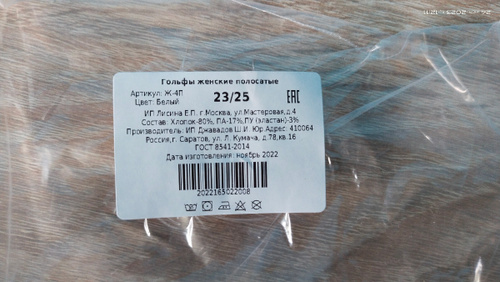 Гольфы женские полосатые
Артикул: Ж-4П
Цвет: Белый
23/25
ЕАС
ИП Лисина Е.П. г.Москва, ул.Мастеровая,д.4
Состав: Хлопок-80%, ПА-17%,ПУ (эластан)-3%
Производитель: ИП Джавадов Ш.И. Юр.Адрес: 410064
Россия,г. Саратов, ул. Л. Кумача, д.78,кв.16
ГОСТ 8541-2014
Дата изготовления: ноябрь 2022
2022165022008